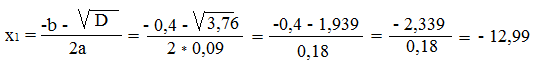 x₁ = (-b - √D) / 2a = (- 0,4 - √3,76) / (2 * 0,09) = (-0,4 - 1,939) / 0,18 = (- 2,339) / 0,18 = - 12,99